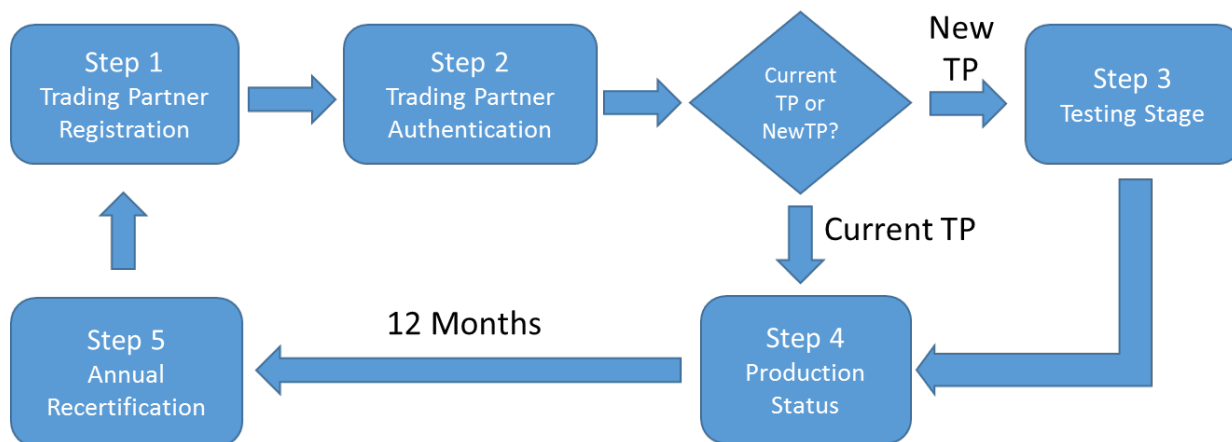 Step 1
Trading Partner
Registration
Step 2
Trading Partner
Authentication
Current
TP or
NewTP?
New
TP
Step 3
Testing Stage
Current TP
Step 4
Production
Status
12 Months
Step 5
Annual
Recertification